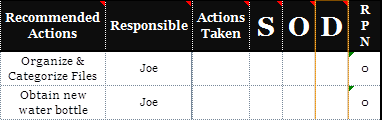 Recommended Actions Responsible Actions Taken S O D R P N
Organize & Categorize Files Joe 0
Obtain new water bottle Joe 0